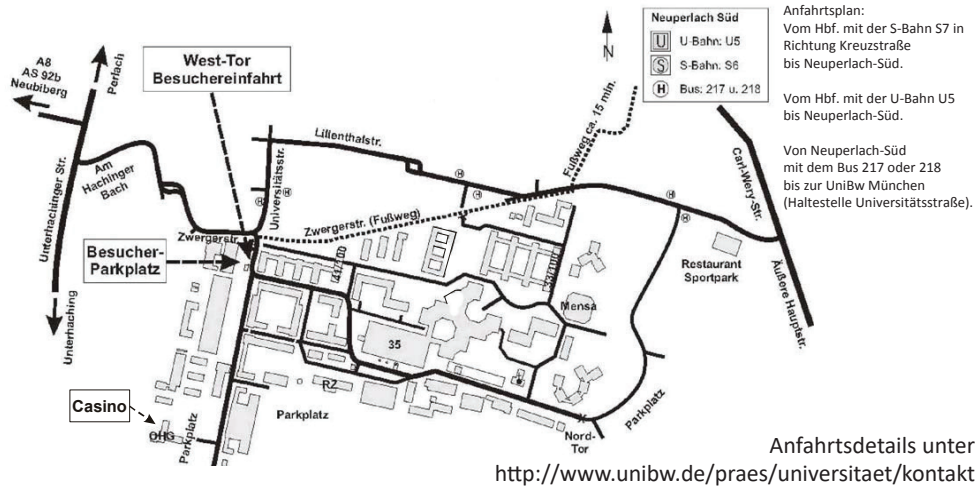 Neuperlach Süd
U U-Bahn: U5
S S-Bahn: S6
H Bus: 217 u. 218
N
Anfahrtsplan:
Vom Hbf. mit der S-Bahn S7 in
Richtung Kreuzstraße
bis Neuperlach-Süd.
Vom Hbf. mit der U-Bahn U5
bis Neuperlach-Süd.
Von Neuperlach-Süd
mit dem Bus 217 oder 218
bis zur UniBw München
(Haltestelle Universitätsstraße).
West-Tor
Besuchereinfahrt
A8
AS 92b
Neubiberg
Perlach
Unterhachinger Str.
Unterhaching
Am
Hachinger
Bach
Lilienthalstr.
Universitätsstr.
H
H
H
H
H
H
Fußweg ca. 15 min.
Zwergerstr. (Fußweg)
Zwergerstr.
Carl-Wery-Str.
Äußere Hauptstr.
Besucher-
Parkplatz
41/100
33/100
Restaurant
Sportpark
Mensa
35
RZ
Casino
OHG
Parkplatz
Parkplatz
Nord-
Tor
Parkplatz
Anfahrtsdetails unter
http://www.unibw.de/praes/universitaet/kontakt